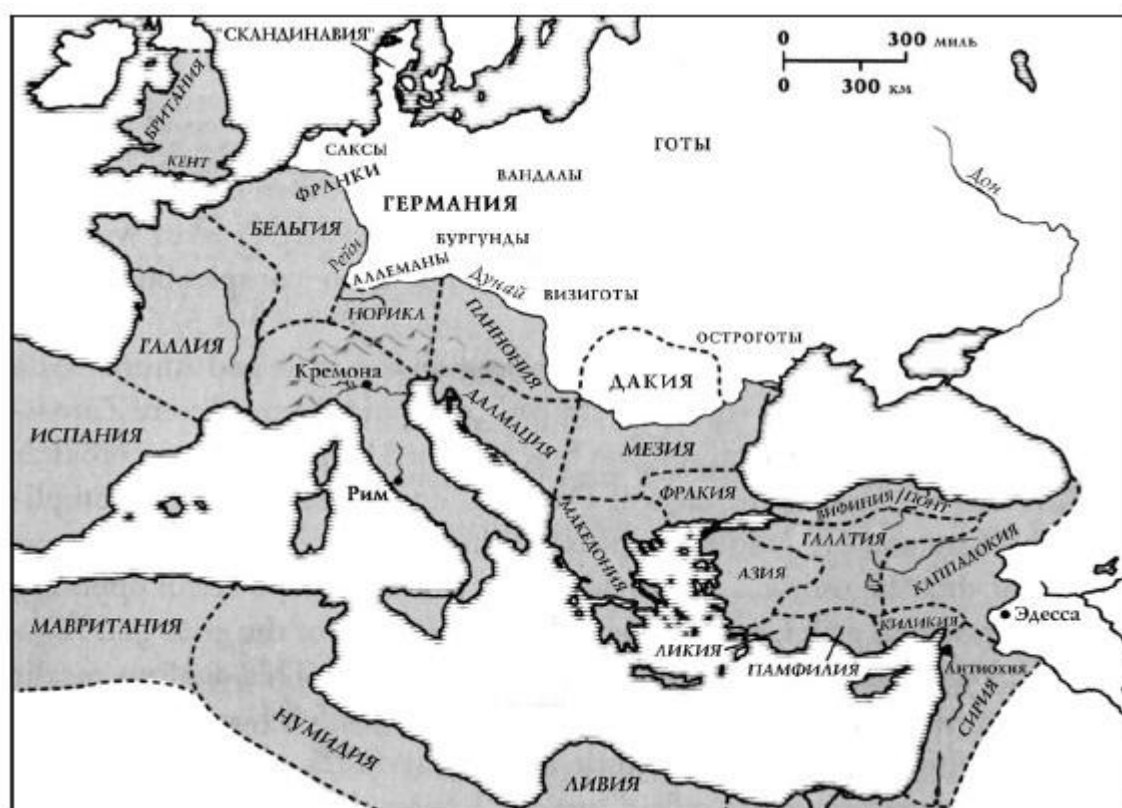 "СКАНДИНАВИЯ"
0 300 миль
0 300 км
БРИТАНИЯ
КЕНТ
САКСЫ
ГОТЫ
ФРАНКИ
ВАНДАЛЫ
Дон
ГЕРМАНИЯ
БЕЛЬГИЯ
БУРГУНДЫ
Рейн
АЛЛЕМАНЫ
Дунай
ВИЗИГОТЫ
НОРИКА
ПАННОНИЯ
ОСТРОГОТЫ
ГАЛЛИЯ
Кремона
ДАКИЯ
ДАЛМАЦИЯ
ИСПАНИЯ
МЕЗИЯ
Рим
ФРАКИЯ
ВИФИНИЯ/ПОНТ
МАКЕДОНИЯ
ГАЛАТИЯ
КАППАДОКИЯ
АЗИЯ
Эдесса
МАВРИТАНИЯ
КИЛИКИЯ
ЛИКИЯ
ПАМФИЛИЯ
Антиохия
СИРИЯ
НУМИДИЯ
ЛИВИЯ